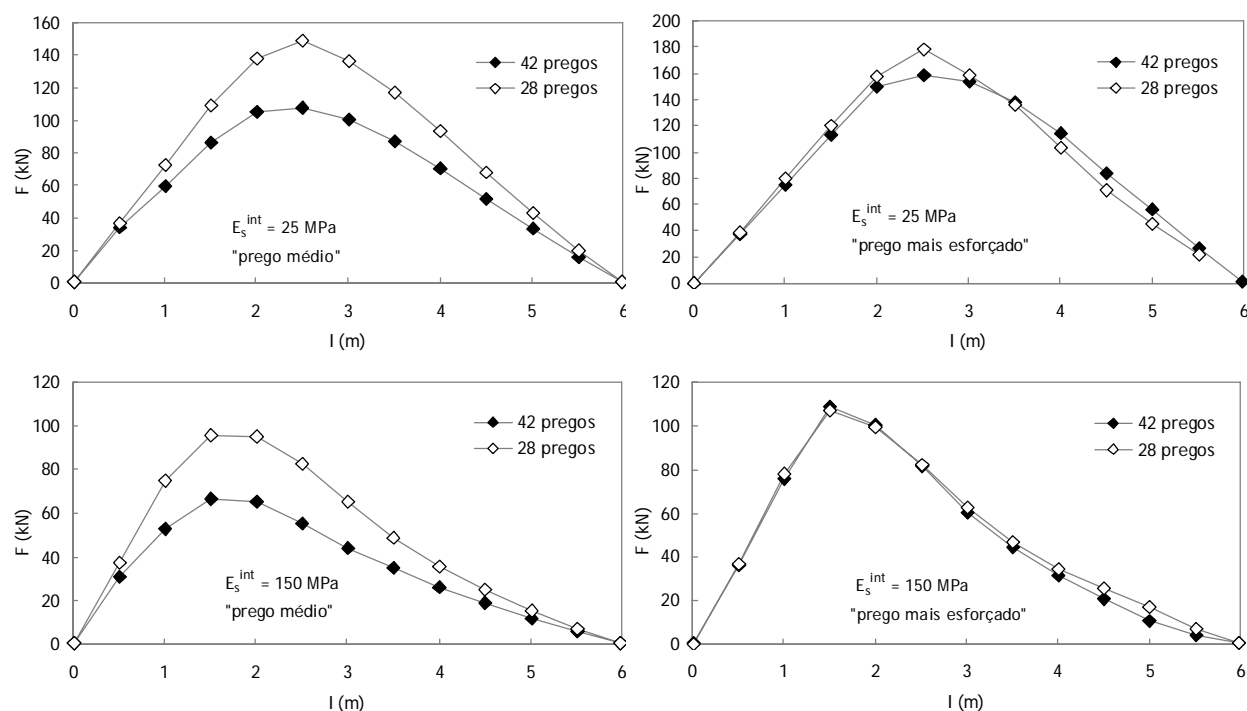 160
140
120
100
80
60
40
20
0
F (kN)
42 pregos
28 pregos
E_s^int = 25 MPa
"prego médio"
0 1 2 3 4 5 6
l (m)
200
180
160
140
120
100
80
60
40
20
0
F (kN)
42 pregos
28 pregos
E_s^int = 25 MPa
"prego mais esforçado"
0 1 2 3 4 5 6
l (m)
120
100
80
60
40
20
0
F (kN)
42 pregos
28 pregos
E_s^int = 150 MPa
"prego médio"
0 1 2 3 4 5 6
l (m)
120
100
80
60
40
20
0
F (kN)
42 pregos
28 pregos
E_s^int = 150 MPa
"prego mais esforçado"
0 1 2 3 4 5 6
l (m)